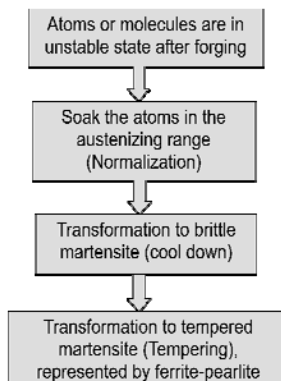 Atoms or molecules are in
unstable state after forging
Soak the atoms in the
austenizing range
(Normalization)
Transformation to brittle
martensite (cool down)
Transformation to tempered
martensite (Tempering),
represented by ferrite-pearlite